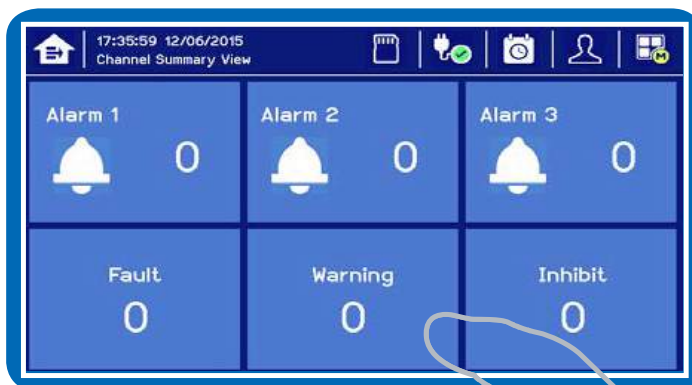 17:35:59 12/06/2015
Channel Summary View
M
Alarm 1
0
Alarm 2
0
Alarm 3
0
Fault
0
Warning
0
Inhibit
0